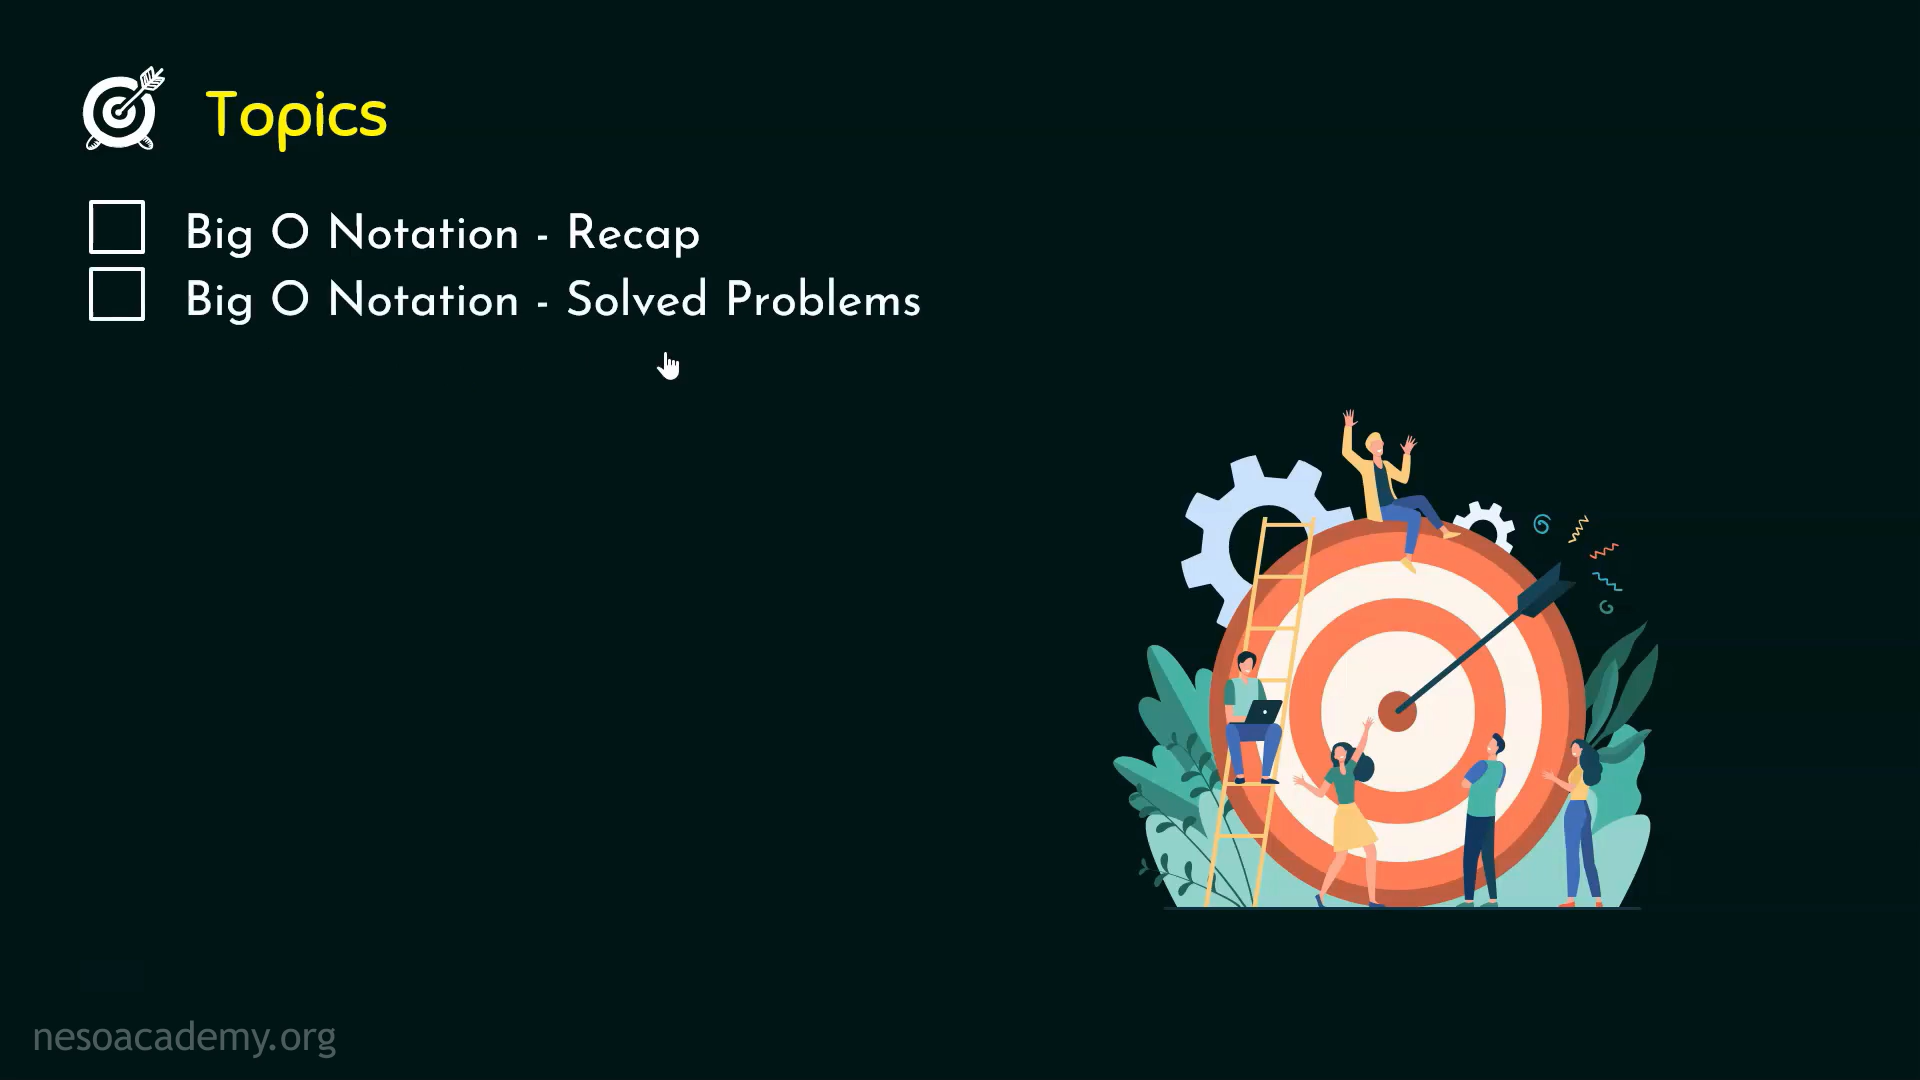 Topics
Big O Notation - Recap
Big O Notation - Solved Problems
nesoacademy.org